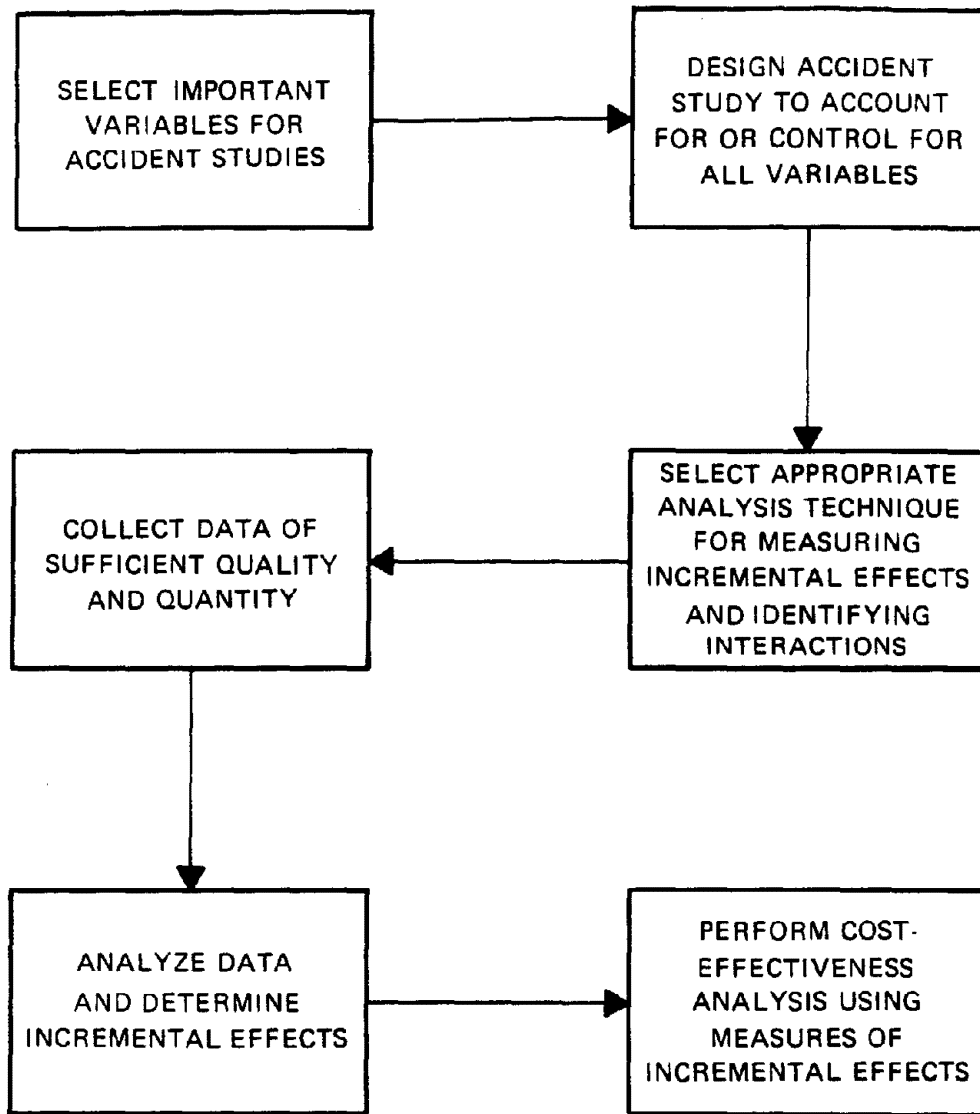 SELECT IMPORTANT
VARIABLES FOR
ACCIDENT STUDIES
DESIGN ACCIDENT
STUDY TO ACCOUNT
FOR OR CONTROL FOR
ALL VARIABLES
SELECT APPROPRIATE
ANALYSIS TECHNIQUE
FOR MEASURING
INCREMENTAL EFFECTS
AND IDENTIFYING
INTERACTIONS
COLLECT DATA OF
SUFFICIENT QUALITY
AND QUANTITY
ANALYZE DATA
AND DETERMINE
INCREMENTAL EFFECTS
PERFORM COST-
EFFECTIVENESS
ANALYSIS USING
MEASURES OF
INCREMENTAL EFFECTS